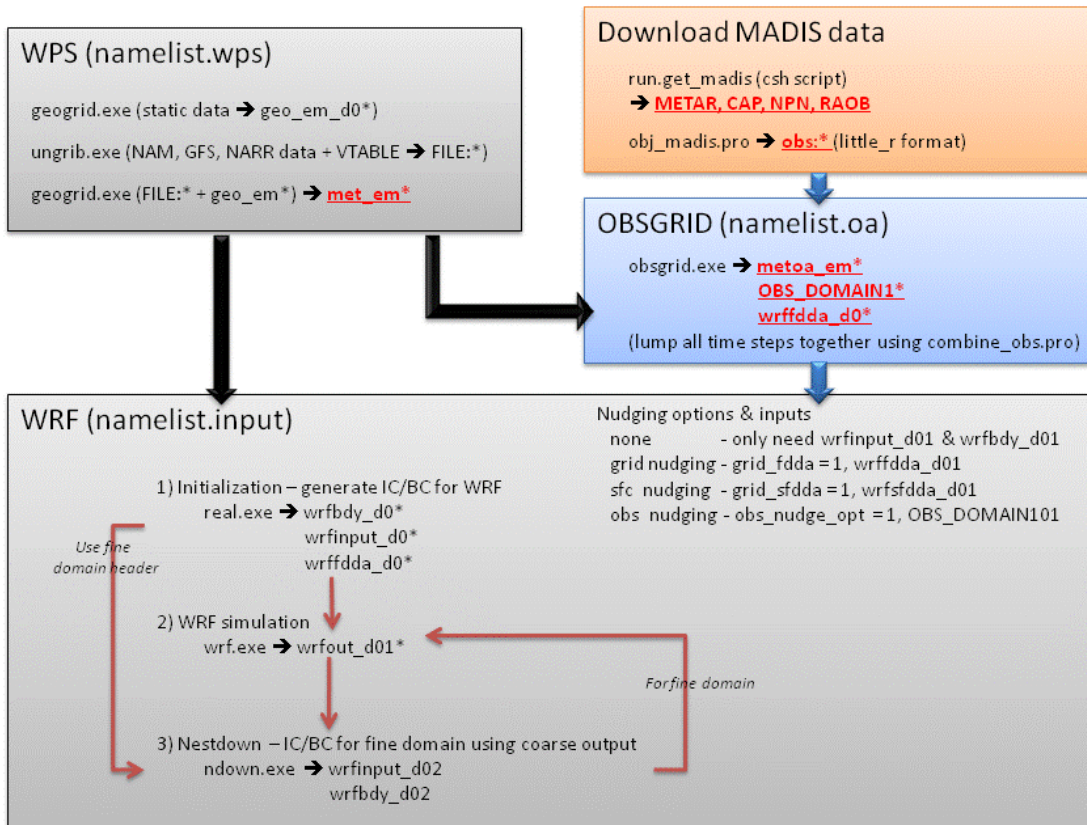 WPS (namelist.wps)
geogrid.exe (static data ➔ geo_em_d0*)
ungrib.exe (NAM, GFS, NARR data + VTABLE ➔ FILE:*)
geogrid.exe (FILE:* + geo_em*) ➔ met_em*
Download MADIS data
run.get_madis (csh script)
➔ METAR, CAP, NPN, RAOB
obj_madis.pro ➔ obs:* (little_r format)
OBSGRID (namelist.oa)
obsgrid.exe ➔ metoa_em*
OBS_DOMAIN1*
wrffdda_d0*
(lump all time steps together using combine_obs.pro)
WRF (namelist.input)
Nudging options & inputs
none - only need wrfinput_d01 & wrfbdy_d01
grid nudging - grid_fdda = 1, wrffdda_d01
sfc nudging - grid_sfdda = 1, wrfsfdda_d01
obs nudging - obs_nudge_opt = 1, OBS_DOMAIN101
1) Initialization – generate IC/BC for WRF
real.exe ➔ wrfbdy_d0*
wrfinput_d0*
wrffdda_d0*
Use fine
domain header
2) WRF simulation
wrf.exe ➔ wrfout_d01*
For fine domain
3) Nestdown – IC/BC for fine domain using coarse output
ndown.exe ➔ wrfinput_d02
wrfbdy_d02